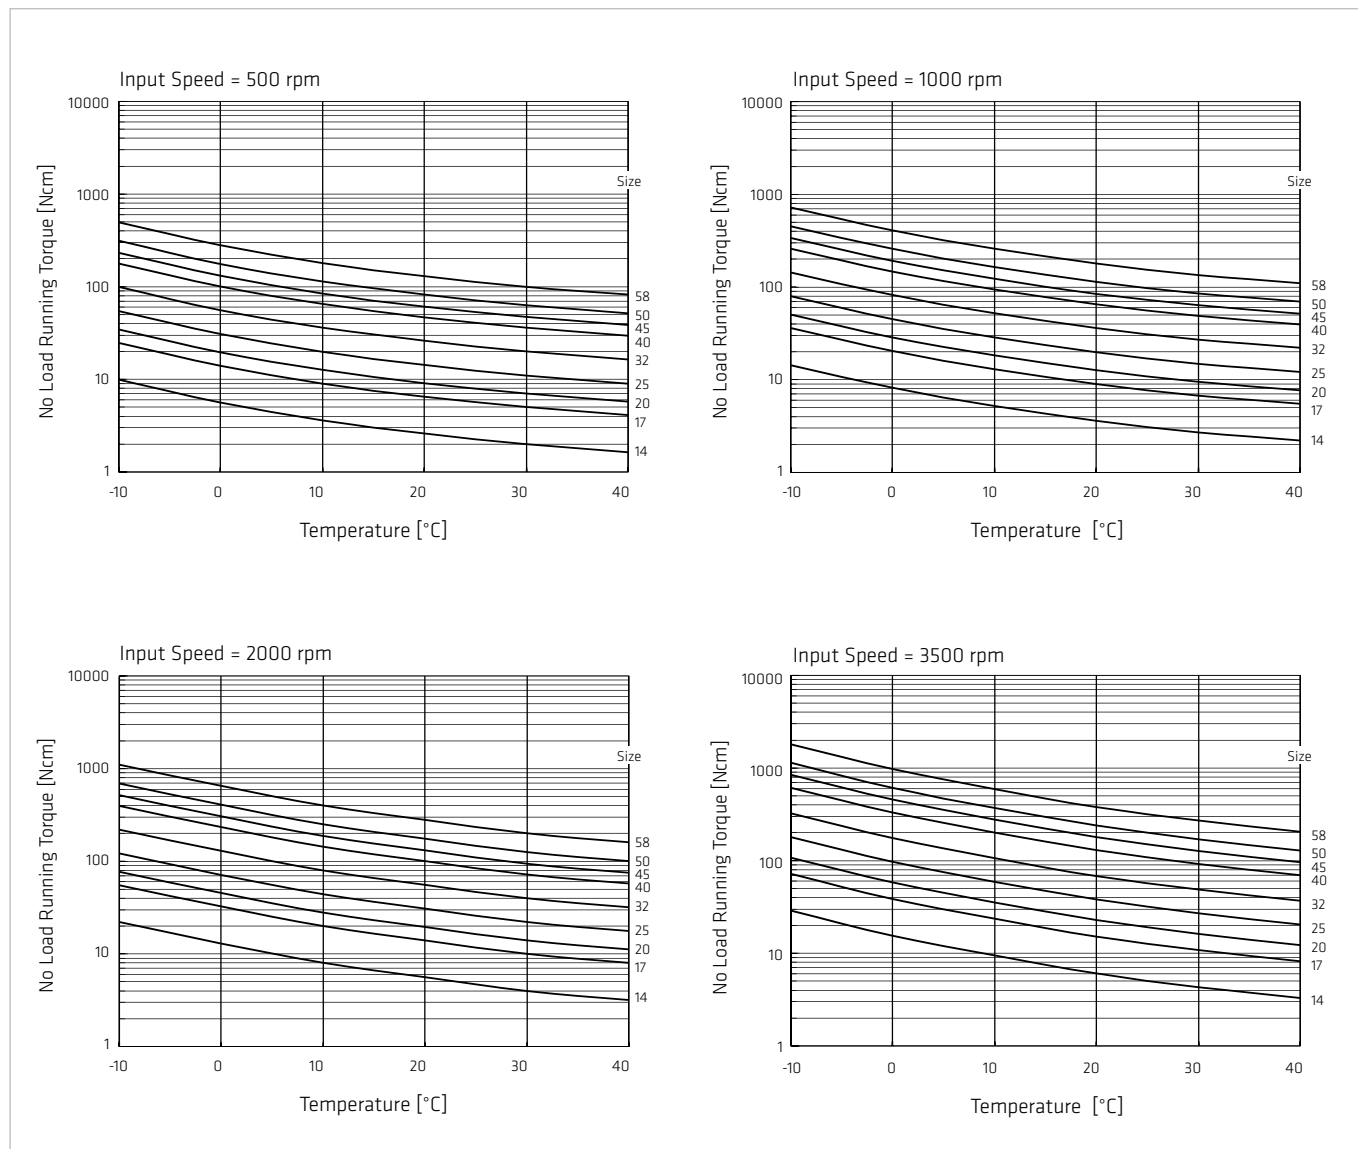 Input Speed = 500 rpm
No Load Running Torque [Ncm]
10000
1000
100
10
1
Size
58
50
45
40
32
25
20
17
14
-10 0 10 20 30 40
Temperature [°C]
Input Speed = 1000 rpm
No Load Running Torque [Ncm]
10000
1000
100
10
1
Size
58
50
45
40
32
25
20
17
14
-10 0 10 20 30 40
Temperature [°C]
Input Speed = 2000 rpm
No Load Running Torque [Ncm]
10000
1000
100
10
1
Size
58
50
45
40
32
25
20
17
14
-10 0 10 20 30 40
Temperature [°C]
Input Speed = 3500 rpm
No Load Running Torque [Ncm]
10000
1000
100
10
1
Size
58
50
45
40
32
25
20
17
14
-10 0 10 20 30 40
Temperature [°C]